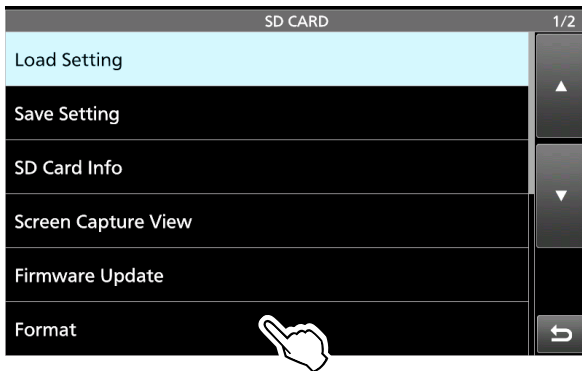 SD CARD 1/2
Load Setting
Save Setting
SD Card Info
Screen Capture View
Firmware Update
Format